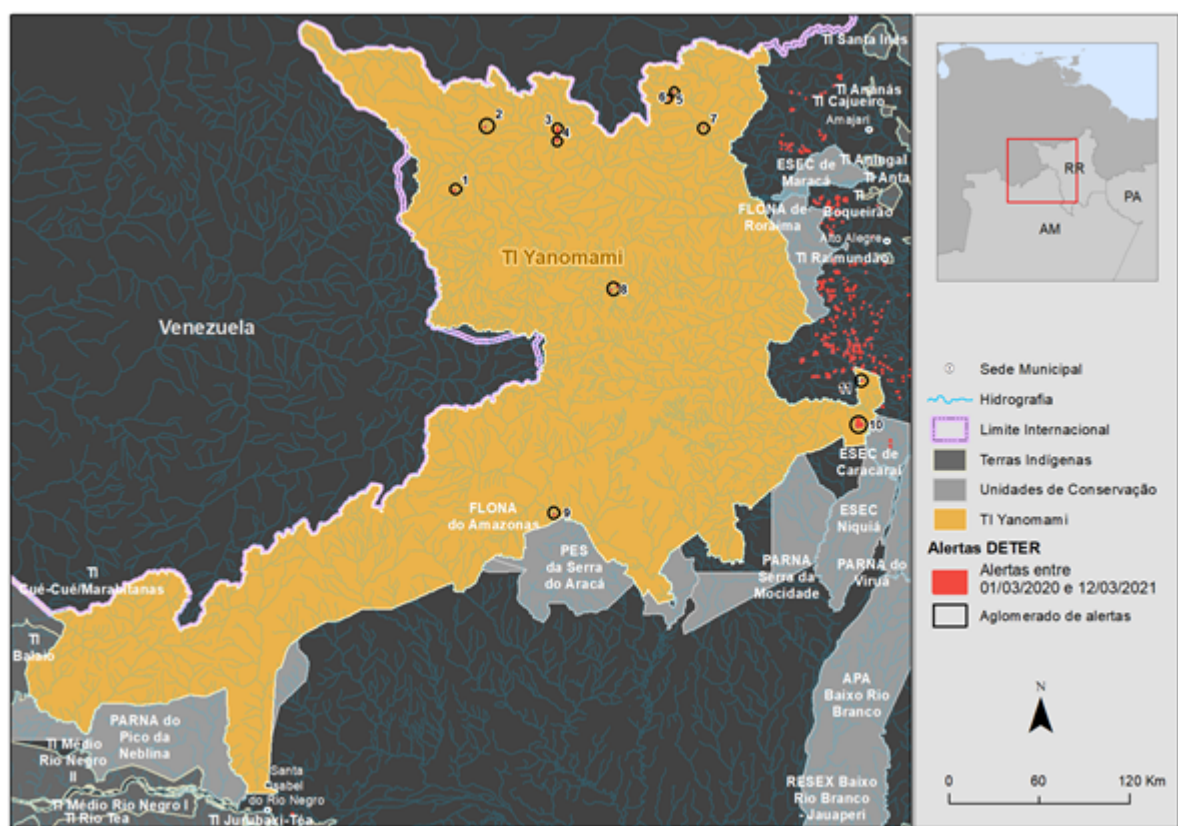 TI Santa Inês
TI Ananás
TI Cajueiro
Amajari
TI Aningal
ESEC de
Maracá
TI Anta
TI
Boqueirão
FLONA de
Roraima
Alto Alegre
TI Raimundão
1
2
3
4
5
6
7
TI Yanomami
8
Venezuela
11
10
ESEC de
Caracaraí
FLONA
do Amazonas
9
ESEC
Niquiá
PES
da Serra
do Aracá
PARNA
Serra da
Mocidade
PARNA do
Viruá
TI
Cué-Cué/Marabitanas
TI
Balaio
APA
Baixo Rio
Branco
PARNA do
Pico da
Neblina
TI Médio
Rio Negro
II
Santa
Isabel
do Rio Negro
RESEX Baixo
Rio Branco
- Jauaperi
TI Médio Rio Negro I
TI Rio Tea
TI Jurubaxi-Téa
RR
PA
AM
Sede Municipal
Hidrografia
Limite Internacional
Terras Indígenas
Unidades de Conservação
TI Yanomami
Alertas DETER
Alertas entre
01/03/2020 e 12/03/2021
Aglomerado de alertas
N
0 60 120 Km